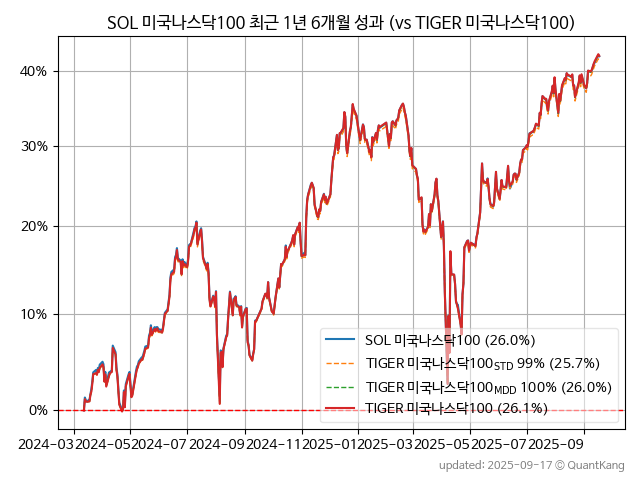 SOL 미국나스닥100 최근 1년 6개월 성과 (vs TIGER 미국나스닥100)
40%
30%
20%
10%
0%
SOL 미국나스닥100 (26.0%)
TIGER 미국나스닥100STD 99% (25.7%)
TIGER 미국나스닥100MDD 100% (26.0%)
TIGER 미국나스닥100 (26.1%)
2024-03 2024-05 2024-07 2024-09 2024-11 2025-01 2025-03 2025-05 2025-07 2025-09
updated: 2025-09-17 © QuantKang